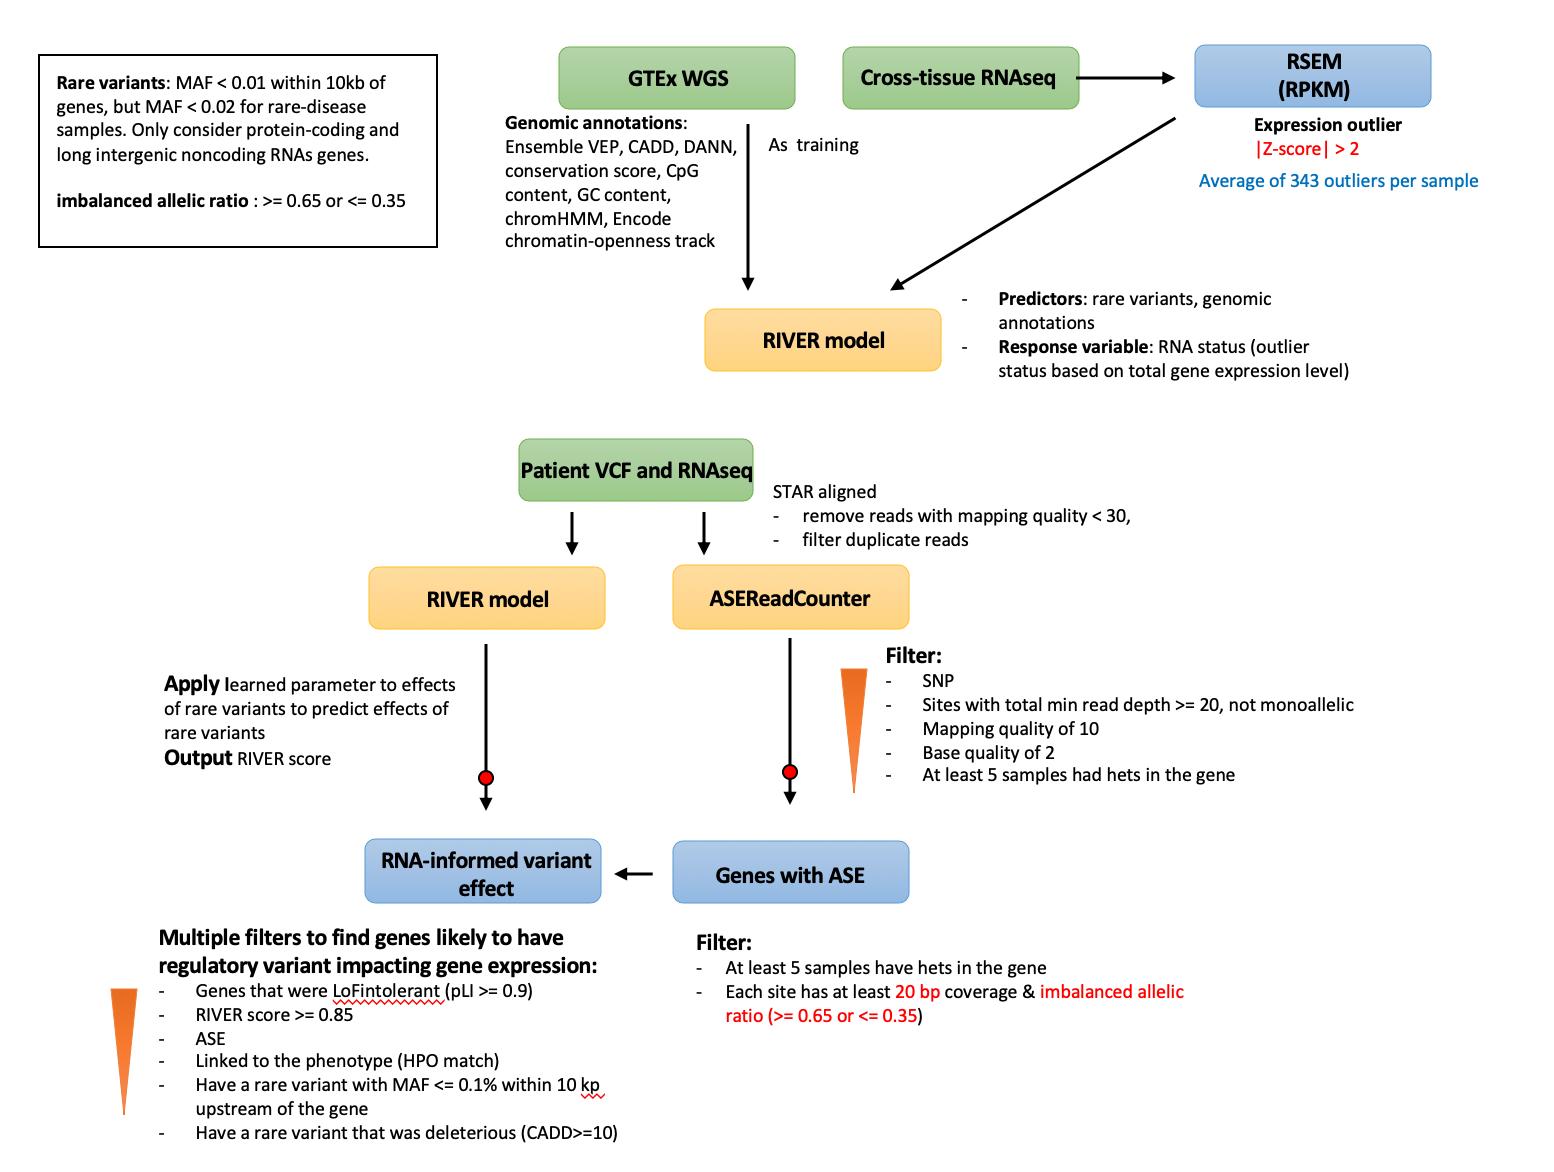 Rare variants: MAF < 0.01 within 10kb of
genes, but MAF < 0.02 for rare-disease
samples. Only consider protein-coding and
long intergenic noncoding RNAs genes.
imbalanced allelic ratio : >= 0.65 or <= 0.35
GTEx WGS
Cross-tissue RNAseq
RSEM
(RPKM)
Genomic annotations:
Ensemble VEP, CADD, DANN,
conservation score, CpG
content, GC content,
chromHMM, Encode
chromatin-openness track
As training
Expression outlier
|Z-score| > 2
Average of 343 outliers per sample
RIVER model
- Predictors: rare variants, genomic
annotations
- Response variable: RNA status (outlier
status based on total gene expression level)
Patient VCF and RNAseq
STAR aligned
- remove reads with mapping quality < 30,
- filter duplicate reads
RIVER model
ASEReadCounter
Apply learned parameter to effects
of rare variants to predict effects of
rare variants
Output RIVER score
Filter:
- SNP
- Sites with total min read depth >= 20, not monoallelic
- Mapping quality of 10
- Base quality of 2
- At least 5 samples had hets in the gene
RNA-informed variant
effect
Genes with ASE
Multiple filters to find genes likely to have
regulatory variant impacting gene expression:
- Genes that were LoFintolerant (pLI >= 0.9)
- RIVER score >= 0.85
- ASE
- Linked to the phenotype (HPO match)
- Have a rare variant with MAF <= 0.1% within 10 kp
upstream of the gene
- Have a rare variant that was deleterious (CADD>=10)
Filter:
- At least 5 samples have hets in the gene
- Each site has at least 20 bp coverage & imbalanced allelic
ratio (>= 0.65 or <= 0.35)